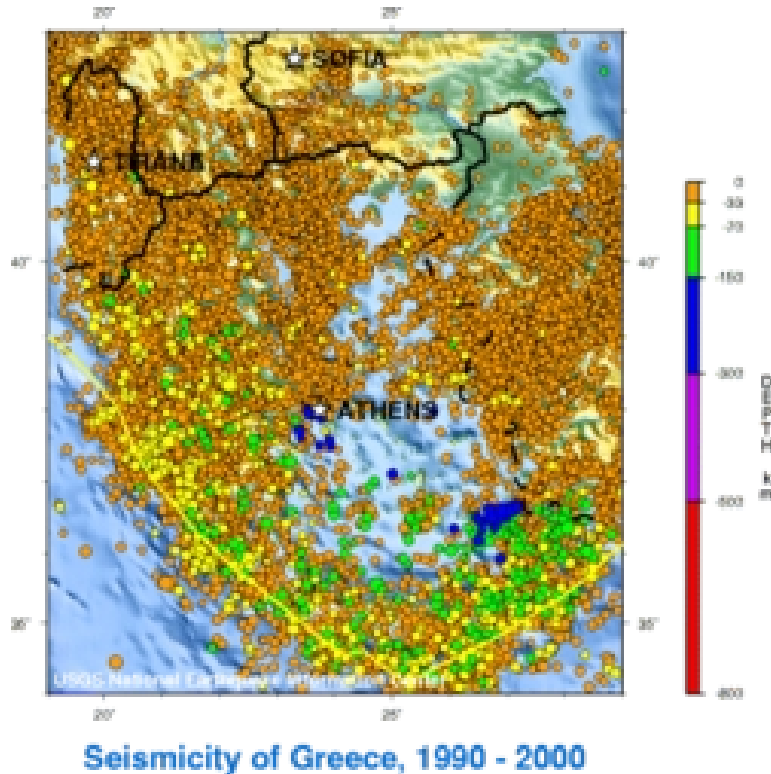 20° 25°
SOFIA
TIRANA
0
-33
-70
40° 40°
-150
-300
ATHENS
DEPTH km
-500
35° 35°
USGS National Earthquake Information Center
-800
20° 25°
Seismicity of Greece, 1990 - 2000